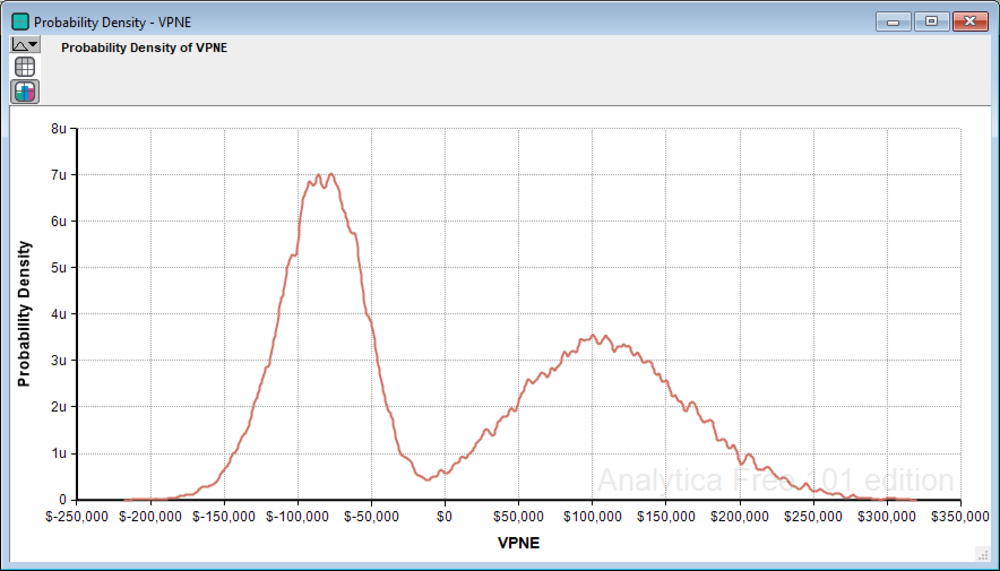 Probability Density - VPNE
Probability Density of VPNE
8u
7u
6u
5u
4u
3u
2u
1u
0
Probability Density
Analytica Free 101 edition
$-250,000 $-200,000 $-150,000 $-100,000 $-50,000 $0 $50,000 $100,000 $150,000 $200,000 $250,000 $300,000 $350,000
VPNE